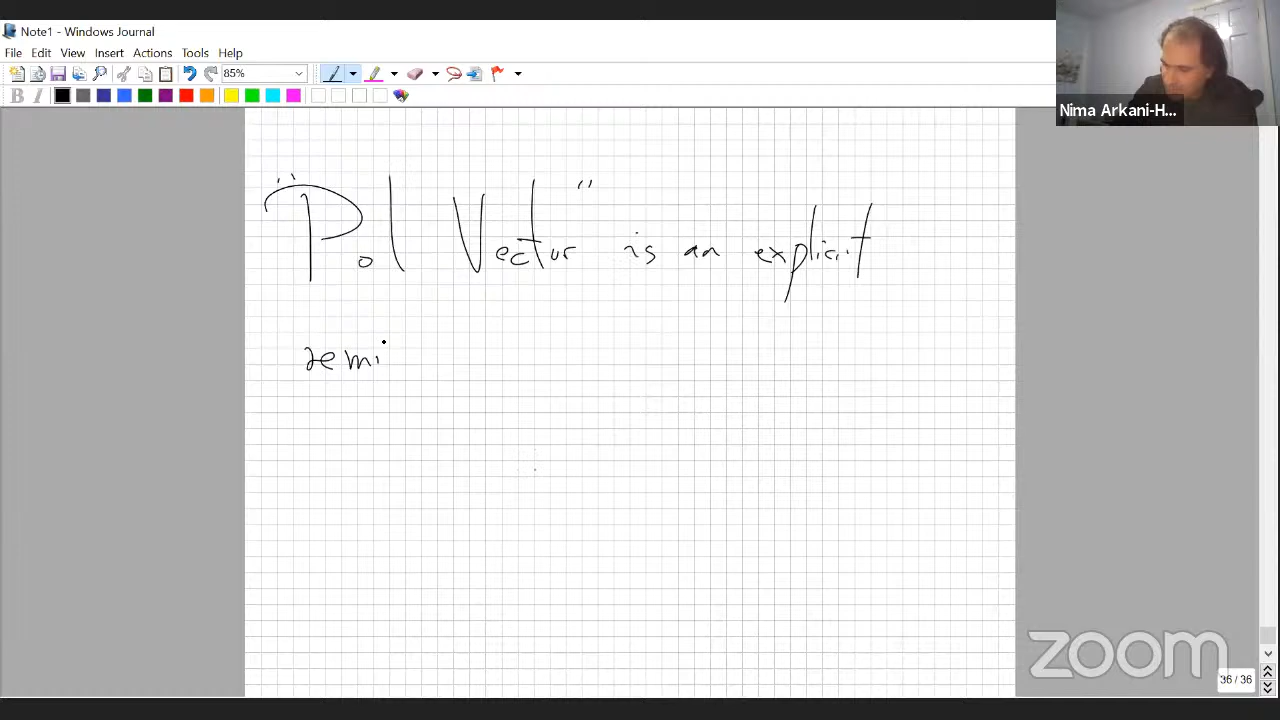 Note1 - Windows Journal
File Edit View Insert Actions Tools Help
85%
B I
Nima Arkani-H...
"Pol Vector" is an explicit
remi
zoom
36 / 36